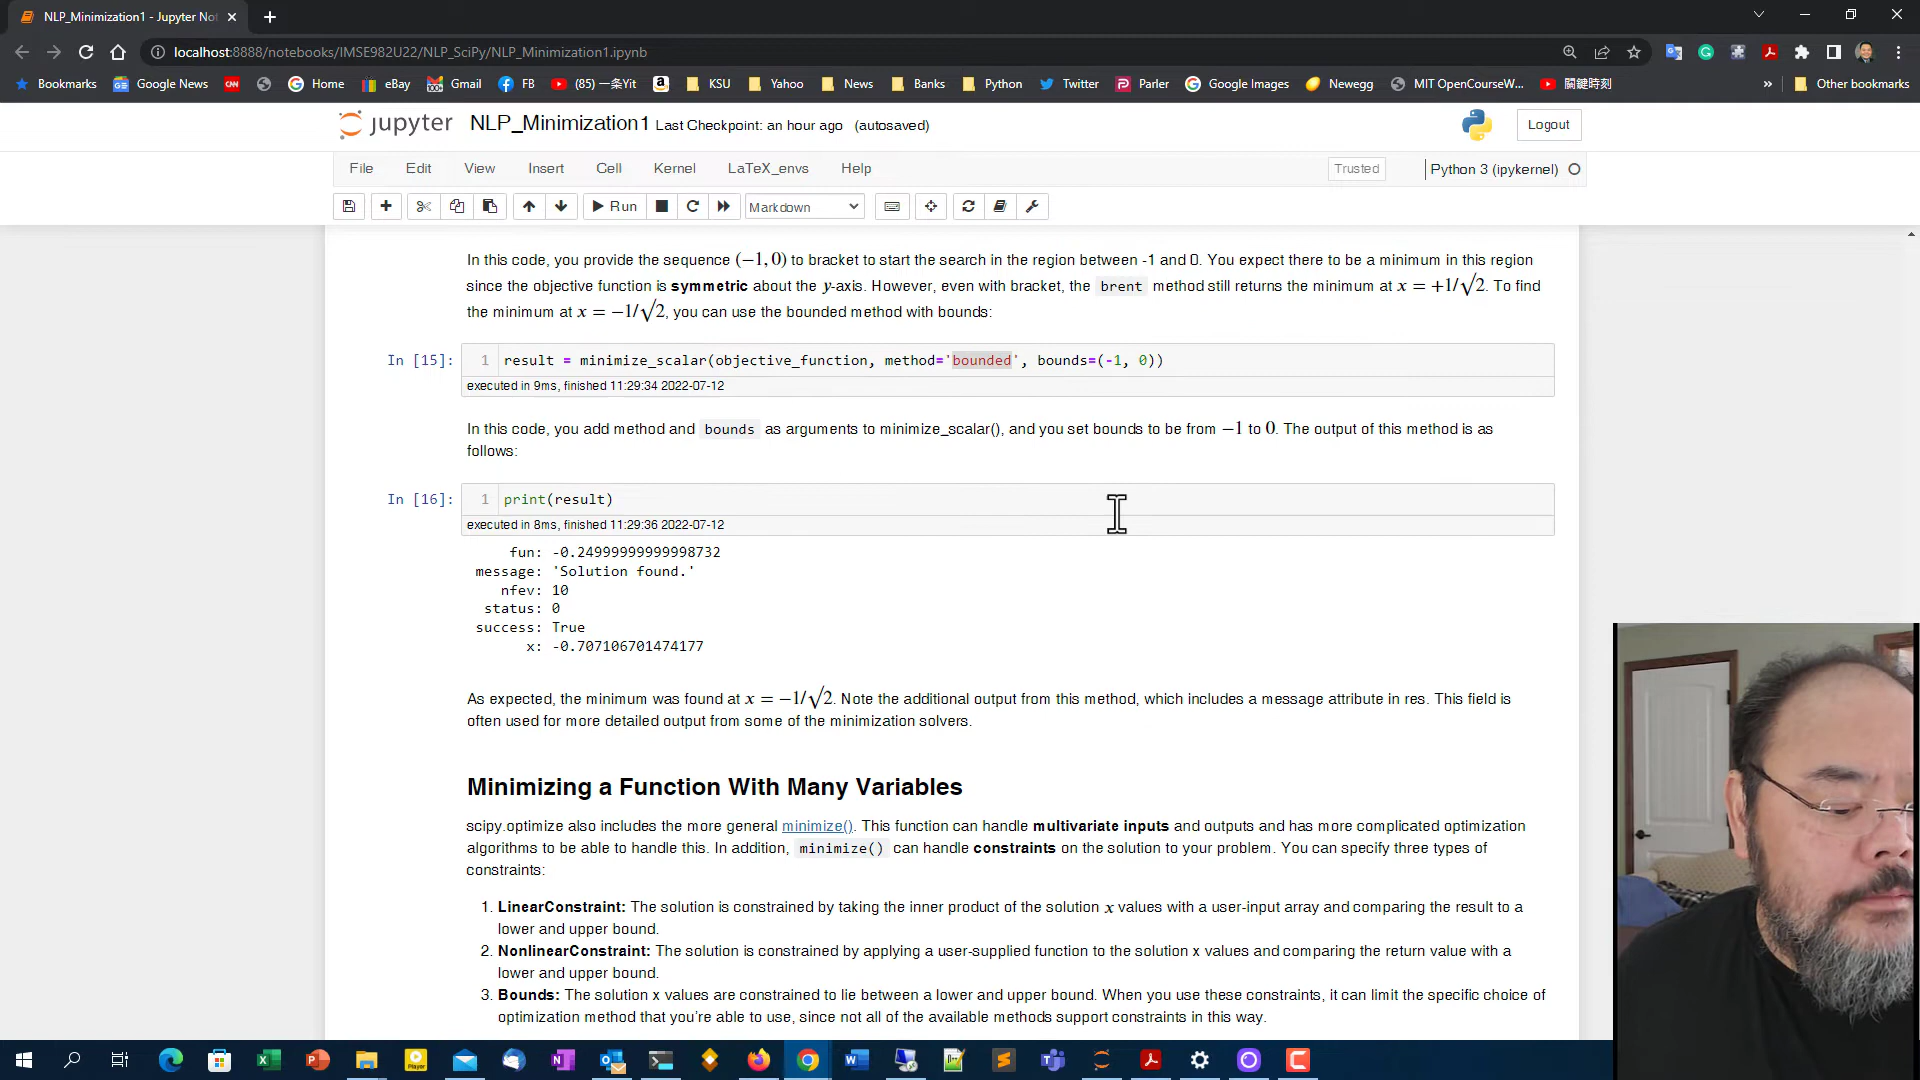 NLP_Minimization1 - Jupyter Not
localhost:8888/notebooks/IMSE982U22/NLP_SciPy/NLP_Minimization1.ipynb
Bookmarks Google News CNN Home eBay Gmail FB (85) 一条Yit KSU Yahoo News Banks Python Twitter Parler Google Images Newegg MIT OpenCourseW... 關鍵時刻 » Other bookmarks
jupyter NLP_Minimization1 Last Checkpoint: an hour ago (autosaved) Logout
File Edit View Insert Cell Kernel LaTeX_envs Help Trusted Python 3 (ipykernel)
Run Markdown
In this code, you provide the sequence (−1, 0) to bracket to start the search in the region between -1 and 0. You expect there to be a minimum in this region
since the objective function is symmetric about the y-axis. However, even with bracket, the brent method still returns the minimum at x = +1/√2. To find
the minimum at x = −1/√2, you can use the bounded method with bounds:
In [15]: 1 result = minimize_scalar(objective_function, method='bounded', bounds=(-1, 0))
executed in 9ms, finished 11:29:34 2022-07-12
In this code, you add method and bounds as arguments to minimize_scalar(), and you set bounds to be from −1 to 0. The output of this method is as
follows:
In [16]: 1 print(result)
executed in 8ms, finished 11:29:36 2022-07-12
fun: -0.24999999999998732
message: 'Solution found.'
nfev: 10
status: 0
success: True
x: -0.707106701474177
As expected, the minimum was found at x = −1/√2. Note the additional output from this method, which includes a message attribute in res. This field is
often used for more detailed output from some of the minimization solvers.
Minimizing a Function With Many Variables
scipy.optimize also includes the more general minimize(). This function can handle multivariate inputs and outputs and has more complicated optimization
algorithms to be able to handle this. In addition, minimize() can handle constraints on the solution to your problem. You can specify three types of
constraints:
1. LinearConstraint: The solution is constrained by taking the inner product of the solution x values with a user-input array and comparing the result to a
lower and upper bound.
2. NonlinearConstraint: The solution is constrained by applying a user-supplied function to the solution x values and comparing the return value with a
lower and upper bound.
3. Bounds: The solution x values are constrained to lie between a lower and upper bound. When you use these constraints, it can limit the specific choice of
optimization method that you're able to use, since not all of the available methods support constraints in this way.